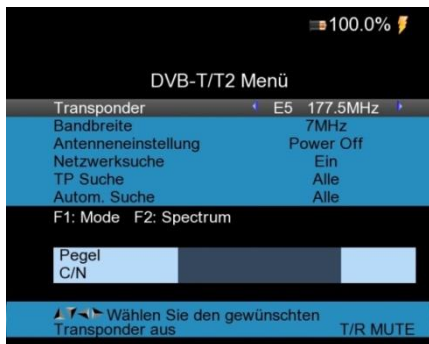 100.0%
DVB-T/T2 Menü
Transponder E5 177.5MHz
Bandbreite 7MHz
Antenneneinstellung Power Off
Netzwerksuche Ein
TP Suche Alle
Autom. Suche Alle
F1: Mode F2: Spectrum
Pegel
C/N
Wählen Sie den gewünschten
Transponder aus T/R MUTE